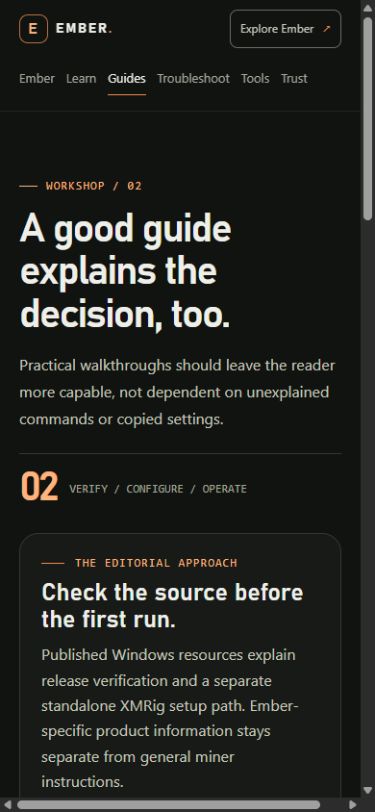 E EMBER.
Explore Ember ↗
Ember Learn Guides Troubleshoot Tools Trust
WORKSHOP / 02
A good guide
explains the
decision, too.
Practical walkthroughs should leave the reader
more capable, not dependent on unexplained
commands or copied settings.
02 VERIFY / CONFIGURE / OPERATE
THE EDITORIAL APPROACH
Check the source before
the first run.
Published Windows resources explain
release verification and a separate
standalone XMRig setup path. Ember-
specific product information stays
separate from general miner
instructions.